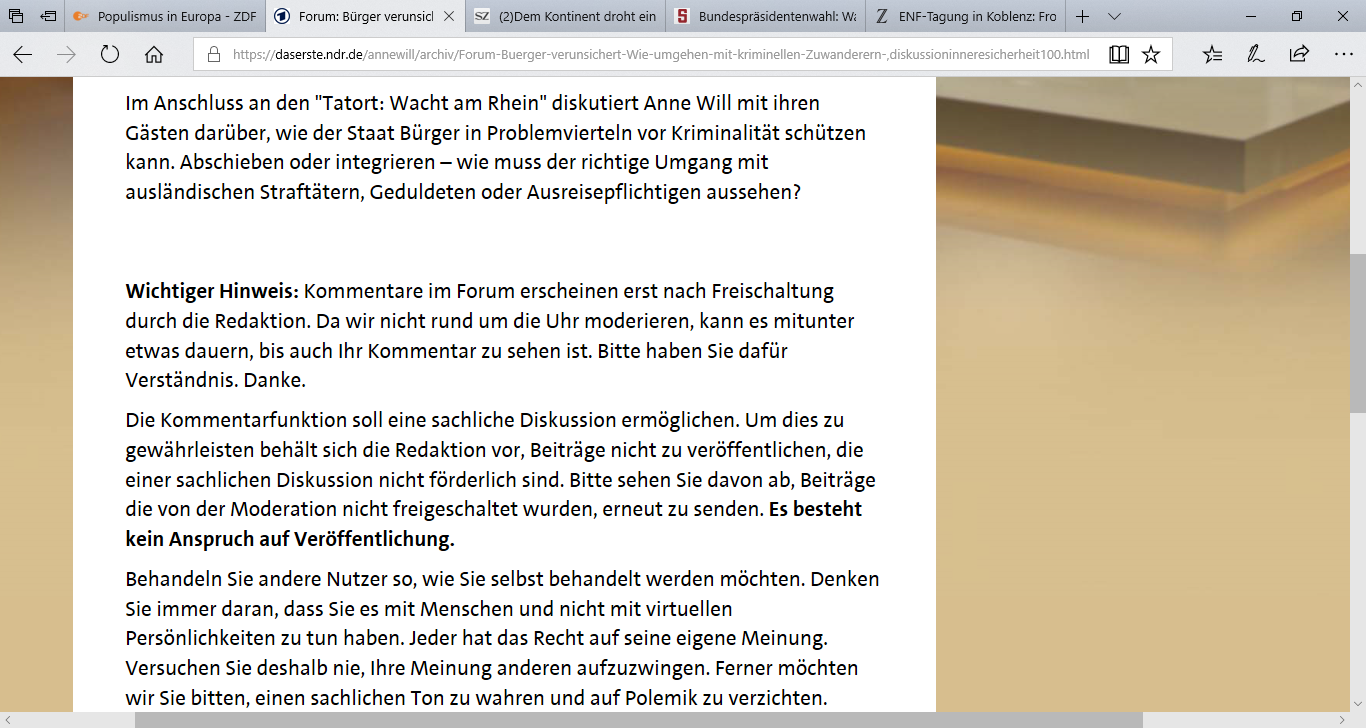 Populismus in Europa - ZDF
Forum: Bürger verunsich
(2)Dem Kontinent droht ein
Bundespräsidentenwahl: Wa
ENF-Tagung in Koblenz: Fro
https://daserste.ndr.de/annewill/archiv/Forum-Buerger-verunsichert-Wie-umgehen-mit-kriminellen-Zuwanderern-,diskussioninneresicherheit100.html
Im Anschluss an den "Tatort: Wacht am Rhein" diskutiert Anne Will mit ihren
Gästen darüber, wie der Staat Bürger in Problemvierteln vor Kriminalität schützen
kann. Abschieben oder integrieren – wie muss der richtige Umgang mit
ausländischen Straftätern, Geduldeten oder Ausreisepflichtigen aussehen?
Wichtiger Hinweis: Kommentare im Forum erscheinen erst nach Freischaltung
durch die Redaktion. Da wir nicht rund um die Uhr moderieren, kann es mitunter
etwas dauern, bis auch Ihr Kommentar zu sehen ist. Bitte haben Sie dafür
Verständnis. Danke.
Die Kommentarfunktion soll eine sachliche Diskussion ermöglichen. Um dies zu
gewährleisten behält sich die Redaktion vor, Beiträge nicht zu veröffentlichen, die
einer sachlichen Diskussion nicht förderlich sind. Bitte sehen Sie davon ab, Beiträge
die von der Moderation nicht freigeschaltet wurden, erneut zu senden. Es besteht
kein Anspruch auf Veröffentlichung.
Behandeln Sie andere Nutzer so, wie Sie selbst behandelt werden möchten. Denken
Sie immer daran, dass Sie es mit Menschen und nicht mit virtuellen
Persönlichkeiten zu tun haben. Jeder hat das Recht auf seine eigene Meinung.
Versuchen Sie deshalb nie, Ihre Meinung anderen aufzuzwingen. Ferner möchten
wir Sie bitten, einen sachlichen Ton zu wahren und auf Polemik zu verzichten.